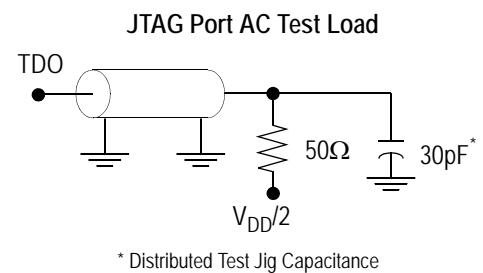 JTAG Port AC Test Load
TDO
50Ω
30pF*
VDD/2
* Distributed Test Jig Capacitance